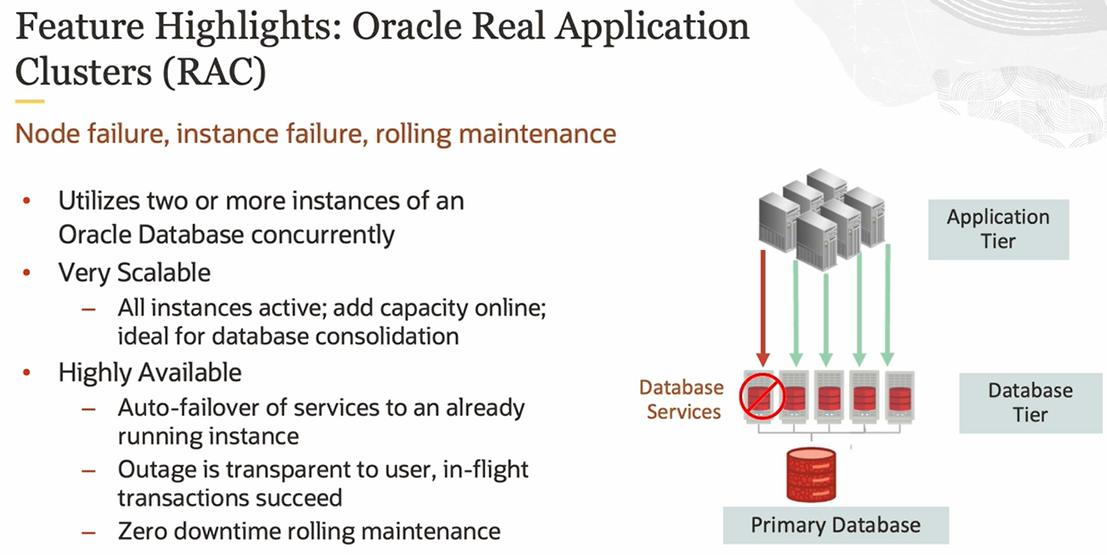 Feature Highlights: Oracle Real Application
Clusters (RAC)
Node failure, instance failure, rolling maintenance
• Utilizes two or more instances of an
Oracle Database concurrently
• Very Scalable
– All instances active; add capacity online;
ideal for database consolidation
• Highly Available
– Auto-failover of services to an already
running instance
– Outage is transparent to user, in-flight
transactions succeed
– Zero downtime rolling maintenance
Application
Tier
Database
Services
Database
Tier
Primary Database